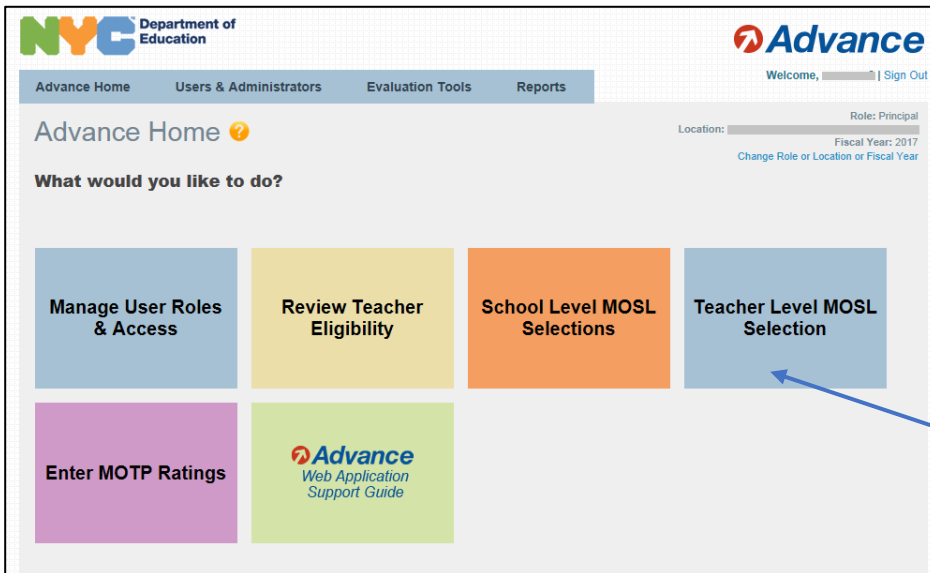 NYC Department of
Education
Advance
Welcome, | Sign Out
Advance Home Users & Administrators Evaluation Tools Reports
Role: Principal
Advance Home ?
Location:
Fiscal Year: 2017
Change Role or Location or Fiscal Year
What would you like to do?
Manage User Roles
& Access
Review Teacher
Eligibility
School Level MOSL
Selections
Teacher Level MOSL
Selection
Enter MOTP Ratings
Advance
Web Application
Support Guide